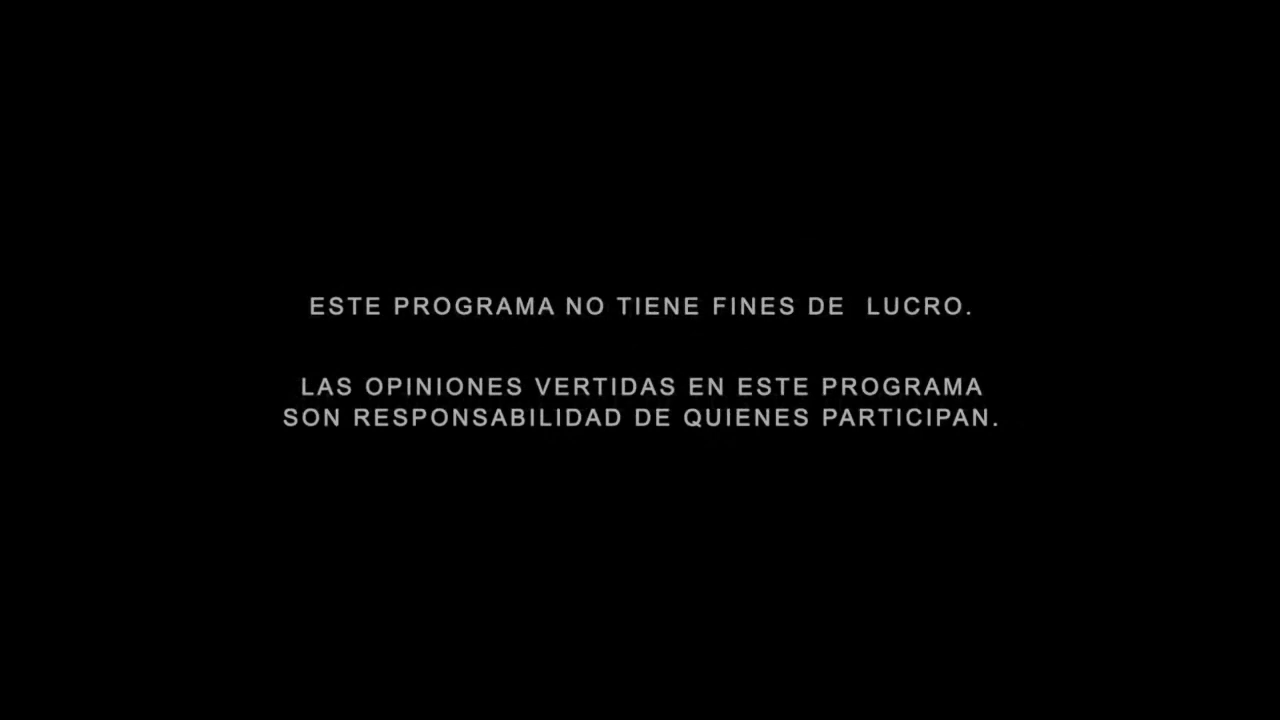 ESTE PROGRAMA NO TIENE FINES DE  LUCRO.
LAS OPINIONES VERTIDAS EN ESTE PROGRAMA
SON RESPONSABILIDAD DE QUIENES PARTICIPAN.